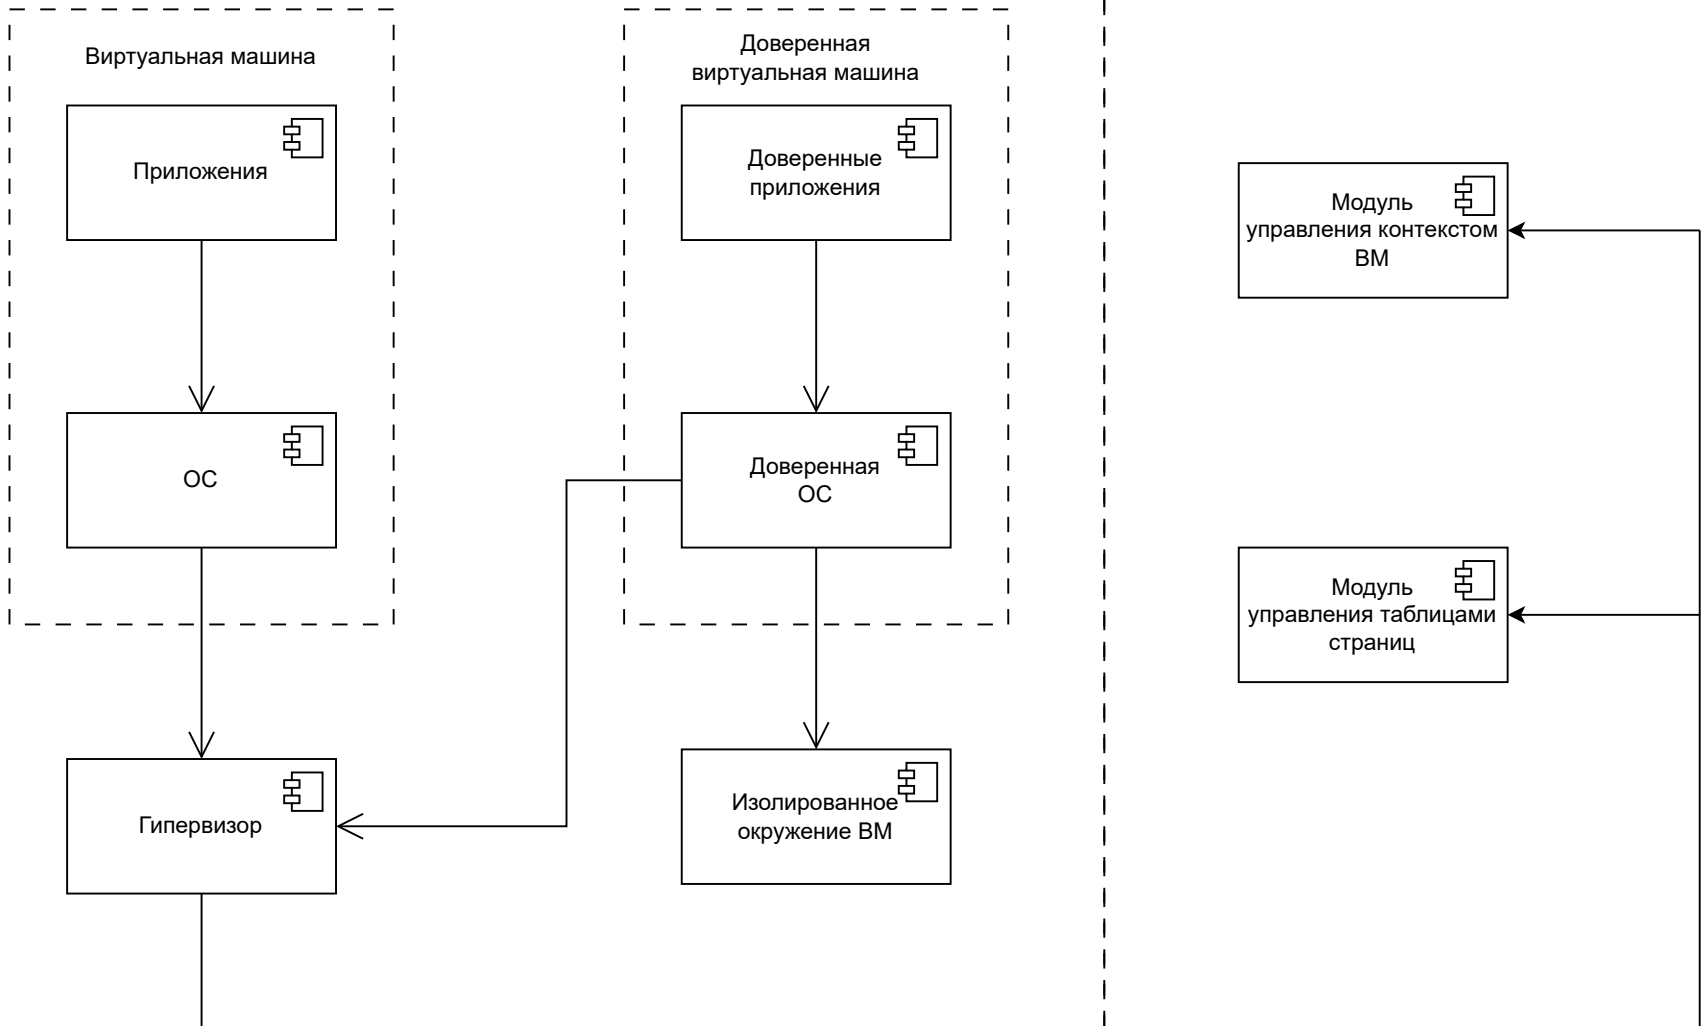 Виртуальная машина
Приложения
ОС
Гипервизор
Доверенная
виртуальная машина
Доверенные
приложения
Доверенная
ОС
Изолированное
окружение ВМ
Модуль
управления контекстом
ВМ
Модуль
управления таблицами
страниц